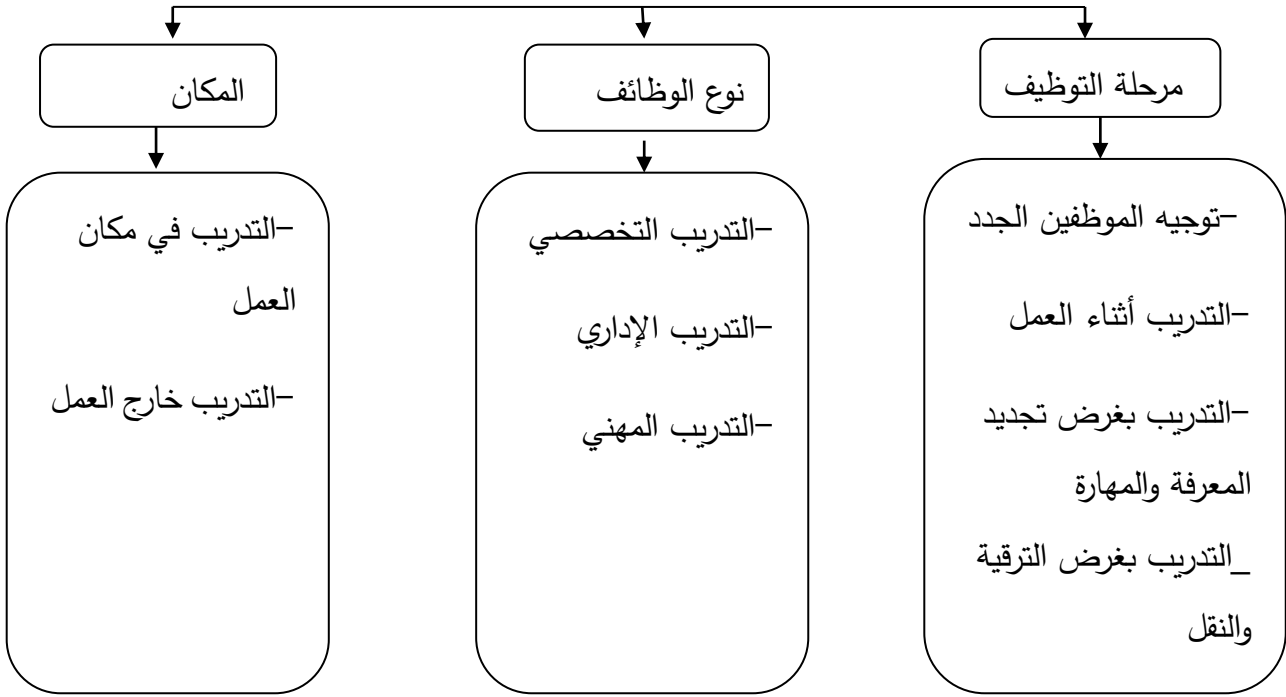 مرحلة التوظيف
نوع الوظائف
المكان
-توجيه الموظفين الجدد
-التدريب أثناء العمل
-التدريب بغرض تجديد
المعرفة والمهارة
_التدريب بغرض الترقية
والنقل
-التدريب التخصصي
-التدريب الإداري
-التدريب المهني
-التدريب في مكان
العمل
-التدريب خارج العمل